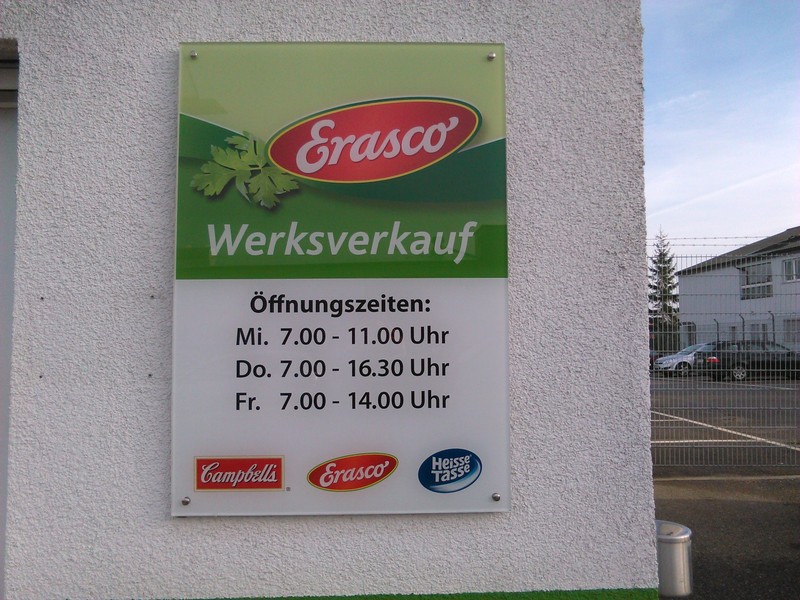 Erasco
Werksverkauf
Öffnungszeiten:
Mi. 7.00 - 11.00 Uhr
Do. 7.00 - 16.30 Uhr
Fr. 7.00 - 14.00 Uhr
Campbell's
Erasco
Heisse
Tasse